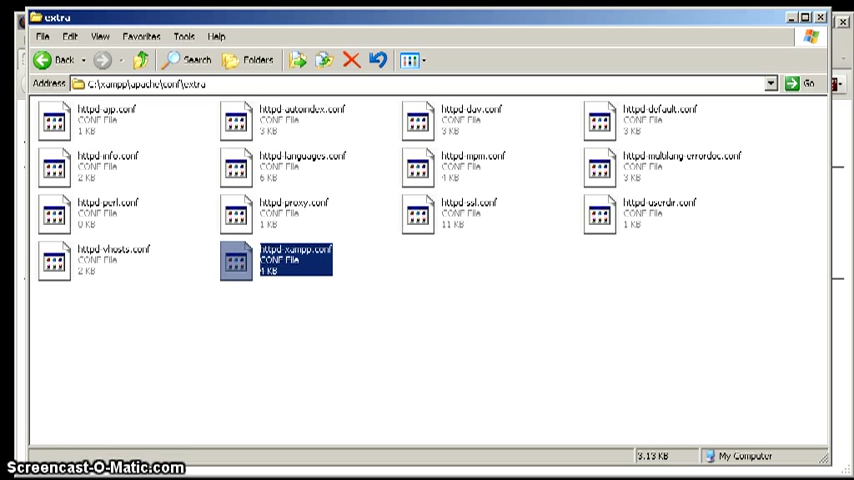 extra
File Edit View Favorites Tools Help
Back Search Folders
Address C:\xampp\apache\conf\extra Go
httpd-ajp.conf
CONF File
1 KB
httpd-autoindex.conf
CONF File
3 KB
httpd-dav.conf
CONF File
3 KB
httpd-default.conf
CONF File
3 KB
httpd-info.conf
CONF File
2 KB
httpd-languages.conf
CONF File
6 KB
httpd-mpm.conf
CONF File
4 KB
httpd-multilang-errordoc.conf
CONF File
3 KB
httpd-perl.conf
CONF File
0 KB
httpd-proxy.conf
CONF File
1 KB
httpd-ssl.conf
CONF File
11 KB
httpd-userdir.conf
CONF File
1 KB
httpd-vhosts.conf
CONF File
2 KB
httpd-xampp.conf
CONF File
4 KB
3.13 KB My Computer
Screencast-O-Matic.com